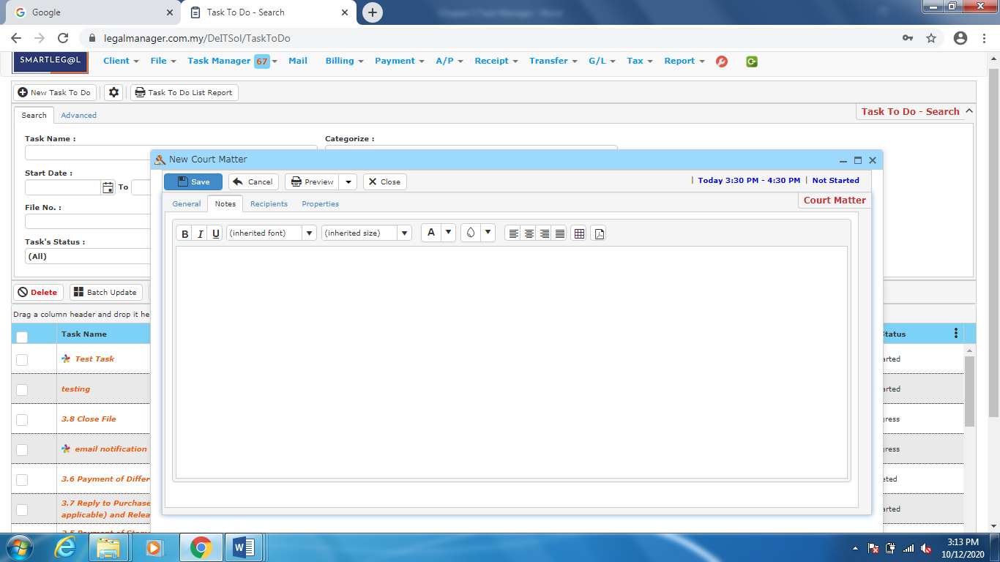 Google
Task To Do - Search
legalmanager.com.my/DeITSol/TaskToDo
SMARTLEG@L
Client File Task Manager 67 Mail Billing Payment A/P Receipt Transfer G/L Tax Report
New Task To Do Task To Do List Report
Search Advanced Task To Do - Search
Task Name : Categorize :
New Court Matter
Start Date :
To
Save Cancel Preview Close | Today 3:30 PM - 4:30 PM | Not Started
General Notes Recipients Properties Court Matter
File No. :
B I U (inherited font) (inherited size) A
Task's Status :
(All)
Delete Batch Update
Drag a column header and drop it he
Task Name Status
Test Task arted
testing arted
3.8 Close File gress
email notification gress
3.6 Payment of Differ eted
3.7 Reply to Purchase
applicable) and Relea arted
W
3:13 PM
10/12/2020